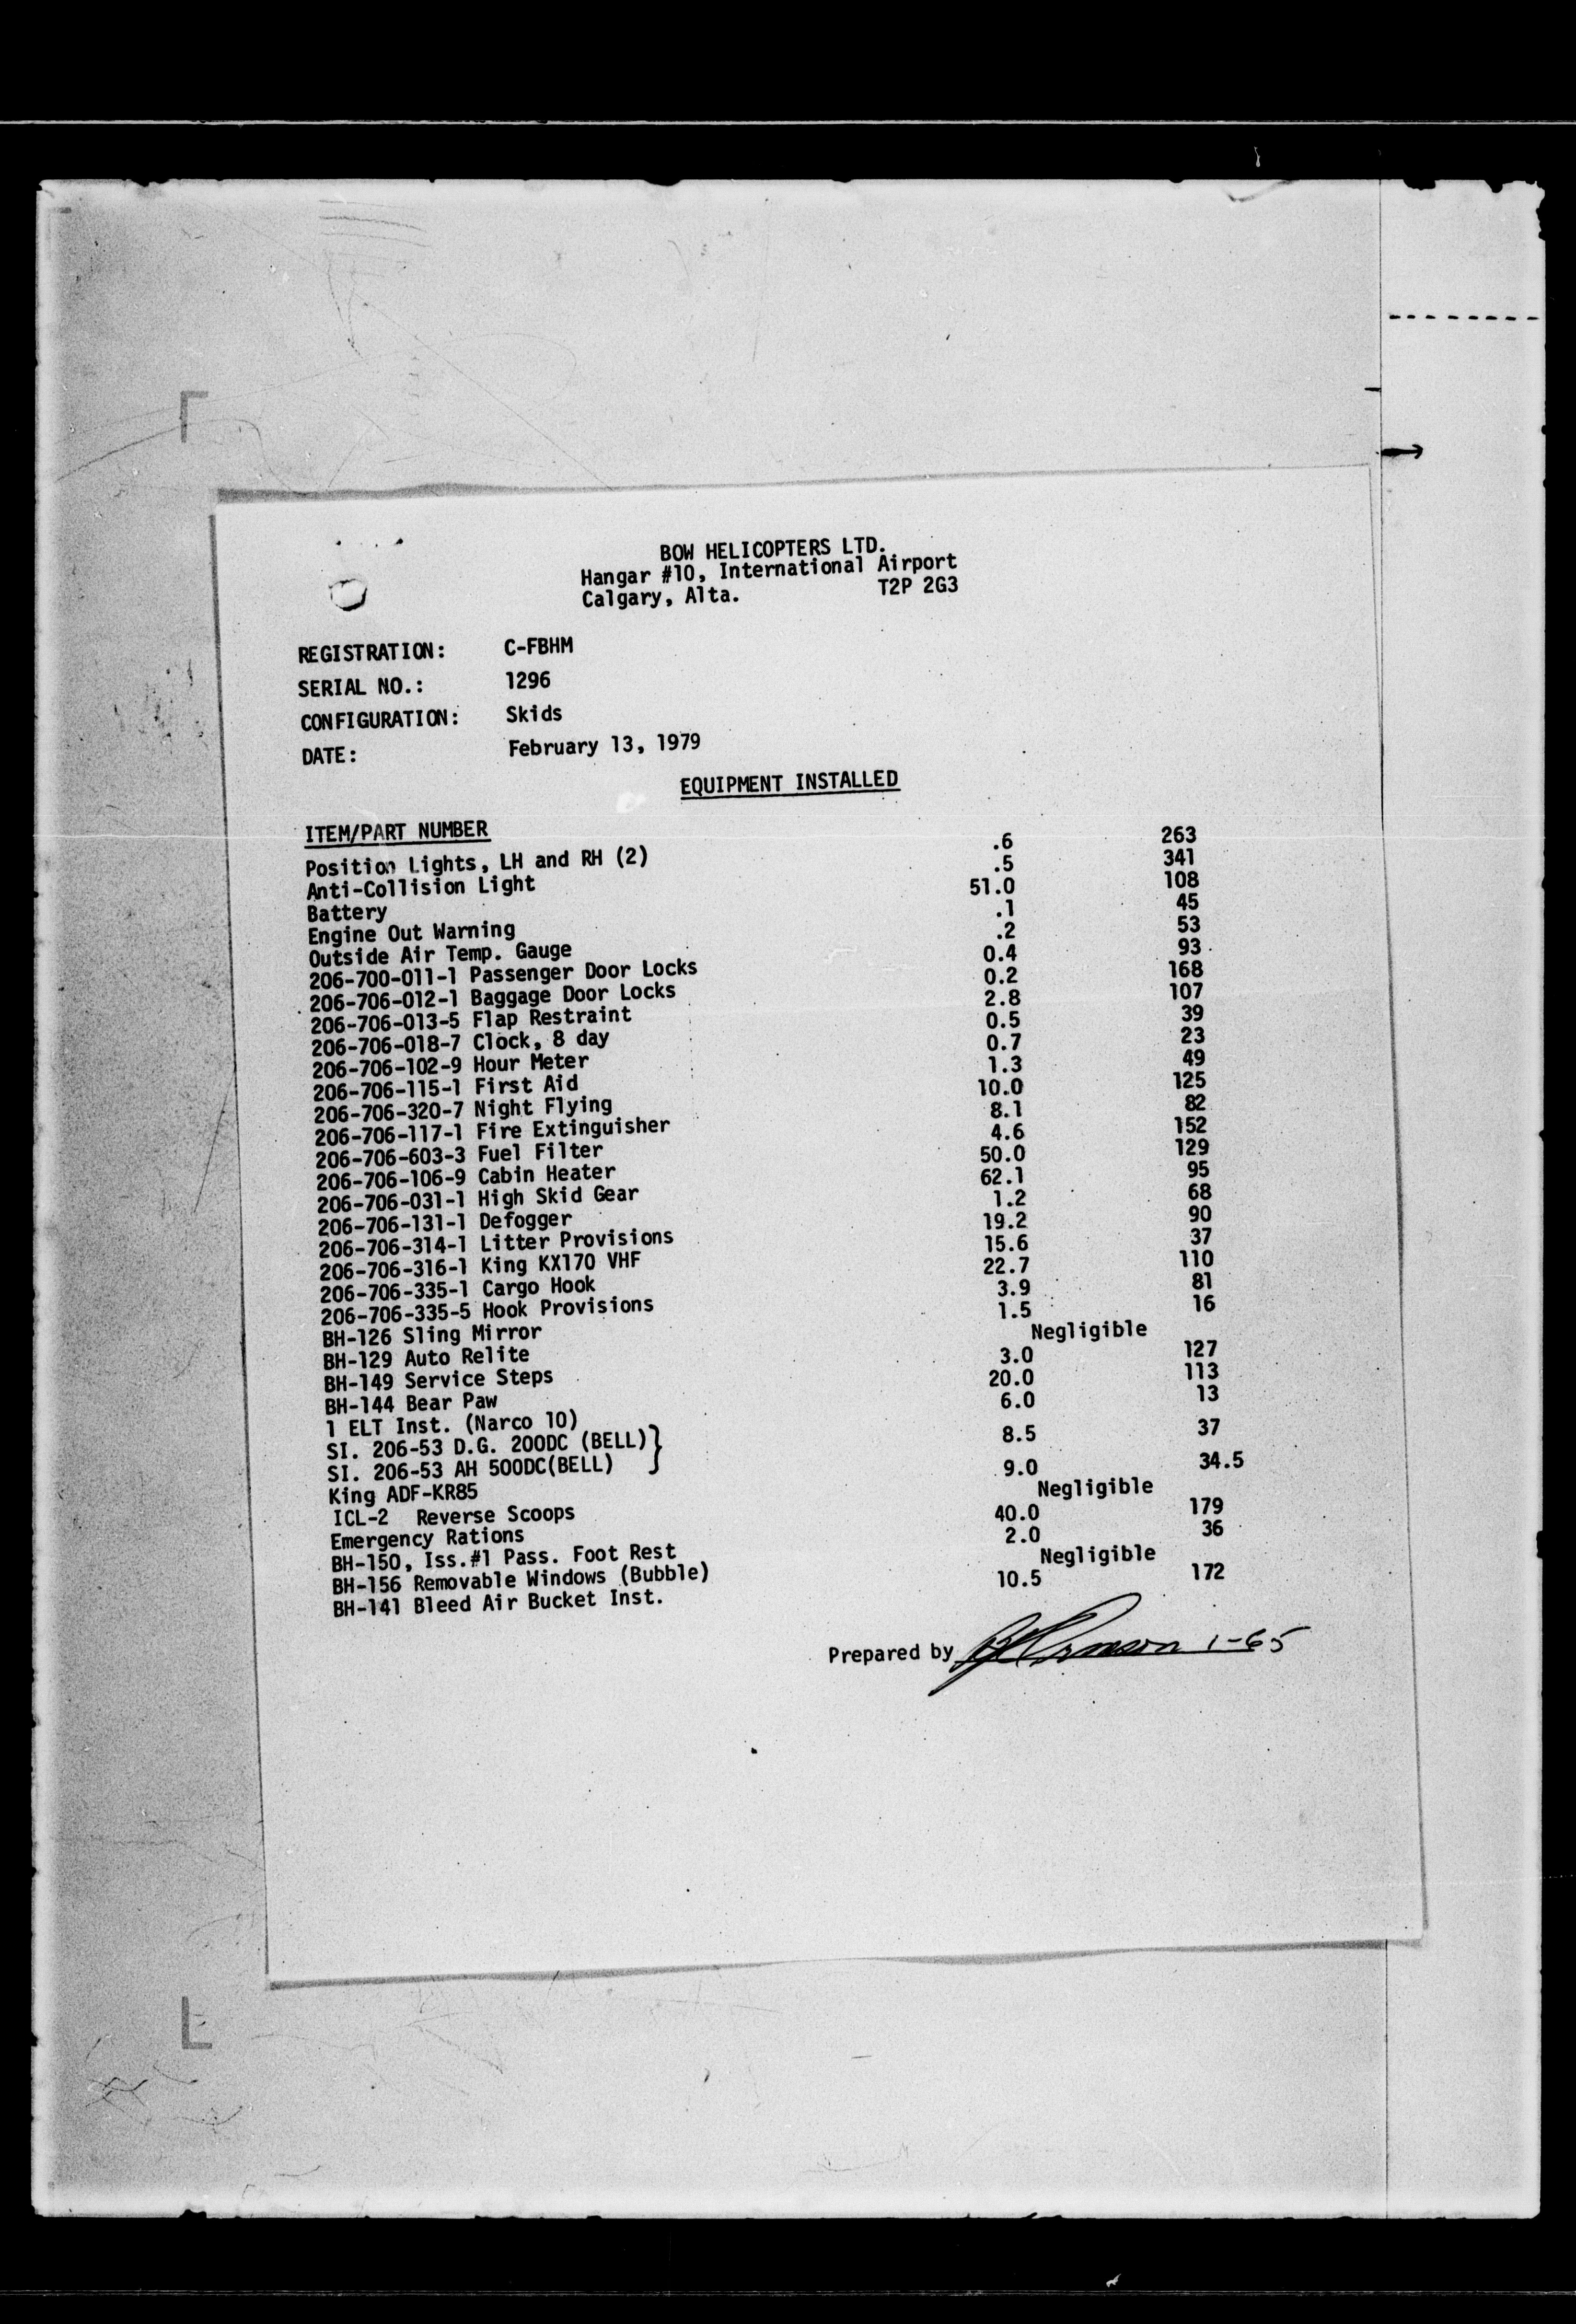 BOW HELICOPTERS LTD.
Hangar #10, International Airport
Calgary, Alta. T2P 2G3
REGISTRATION: C-FBHM
SERIAL NO.: 1296
CONFIGURATION: Skids
DATE: February 13, 1979
EQUIPMENT INSTALLED
ITEM/PART NUMBER
Position Lights, LH and RH (2) .6 263
Anti-Collision Light .5 341
Battery 51.0 108
Engine Out Warning .1 45
Outside Air Temp. Gauge .2 53
206-700-011-1 Passenger Door Locks 0.4 93
206-706-012-1 Baggage Door Locks 0.2 168
206-706-013-5 Flap Restraint 2.8 107
206-706-018-7 Clock, 8 day 0.5 39
206-706-102-9 Hour Meter 0.7 23
206-706-115-1 First Aid 1.3 49
206-706-320-7 Night Flying 10.0 125
206-706-117-1 Fire Extinguisher 8.1 82
206-706-603-3 Fuel Filter 4.6 152
206-706-106-9 Cabin Heater 50.0 129
206-706-031-1 High Skid Gear 62.1 95
206-706-131-1 Defogger 1.2 68
206-706-314-1 Litter Provisions 19.2 90
206-706-316-1 King KX170 VHF 15.6 37
206-706-335-1 Cargo Hook 22.7 110
206-706-335-5 Hook Provisions 3.9 81
BH-126 Sling Mirror 1.5 16
BH-129 Auto Relite Negligible
BH-149 Service Steps 3.0 127
BH-144 Bear Paw 20.0 113
1 ELT Inst. (Narco 10) 6.0 13
SI. 206-53 D.G. 200DC (BELL)} 8.5 37
SI. 206-53 AH 500DC(BELL)
King ADF-KR85 9.0 34.5
ICL-2 Reverse Scoops Negligible
Emergency Rations 40.0 179
BH-150, Iss.#1 Pass. Foot Rest 2.0 36
BH-156 Removable Windows (Bubble) Negligible
BH-141 Bleed Air Bucket Inst. 10.5 172
Prepared by 1-65